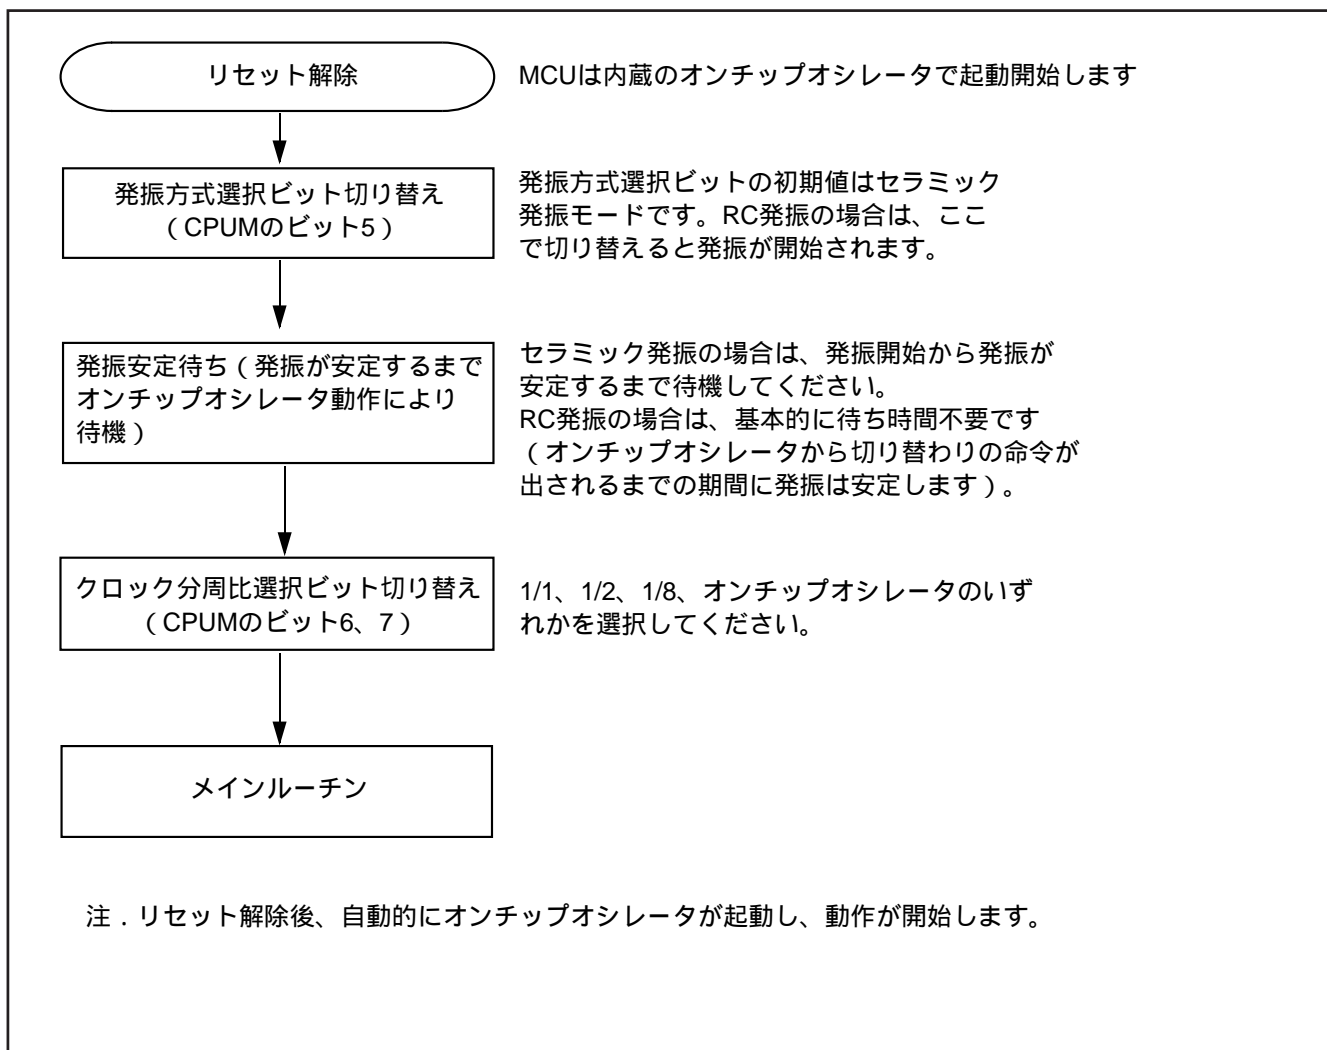 リセット解除
MCUは内蔵のオンチップオシレータで起動開始します
発振方式選択ビット切り替え
（CPUMのビット5）
発振方式選択ビットの初期値はセラミック
発振モードです。RC発振の場合は、ここ
で切り替えると発振が開始されます。
発振安定待ち（発振が安定するまで
オンチップオシレータ動作により
待機）
セラミック発振の場合は、発振開始から発振が
安定するまで待機してください。
RC発振の場合は、基本的に待ち時間不要です
（オンチップオシレータから切り替わりの命令が
出されるまでの期間に発振は安定します）。
クロック分周比選択ビット切り替え
（CPUMのビット6、7）
1/1、1/2、1/8、オンチップオシレータのいず
れかを選択してください。
メインルーチン
注．リセット解除後、自動的にオンチップオシレータが起動し、動作が開始します。